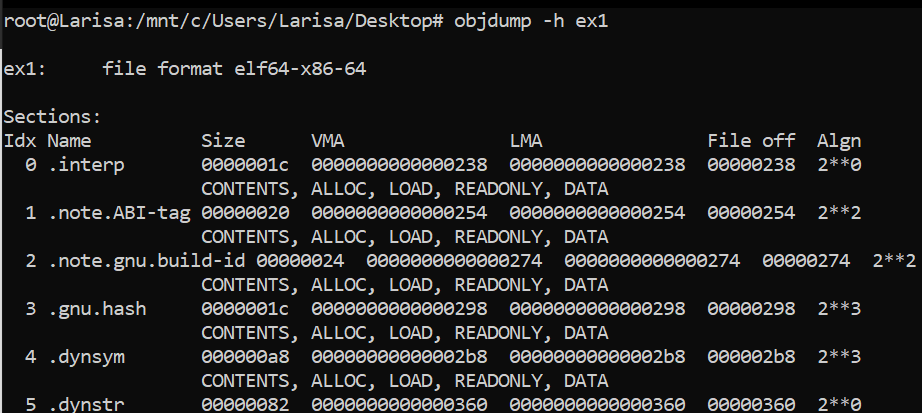 root@Larisa:/mnt/c/Users/Larisa/Desktop# objdump -h ex1
ex1:     file format elf64-x86-64
Sections:
Idx Name          Size      VMA               LMA               File off  Algn
  0 .interp       0000001c  0000000000000238  0000000000000238  00000238  2**0
                  CONTENTS, ALLOC, LOAD, READONLY, DATA
  1 .note.ABI-tag 00000020  0000000000000254  0000000000000254  00000254  2**2
                  CONTENTS, ALLOC, LOAD, READONLY, DATA
  2 .note.gnu.build-id 00000024  0000000000000274  0000000000000274  00000274  2**2
                  CONTENTS, ALLOC, LOAD, READONLY, DATA
  3 .gnu.hash     0000001c  0000000000000298  0000000000000298  00000298  2**3
                  CONTENTS, ALLOC, LOAD, READONLY, DATA
  4 .dynsym       000000a8  00000000000002b8  00000000000002b8  000002b8  2**3
                  CONTENTS, ALLOC, LOAD, READONLY, DATA
  5 .dynstr       00000082  0000000000000360  0000000000000360  00000360  2**0